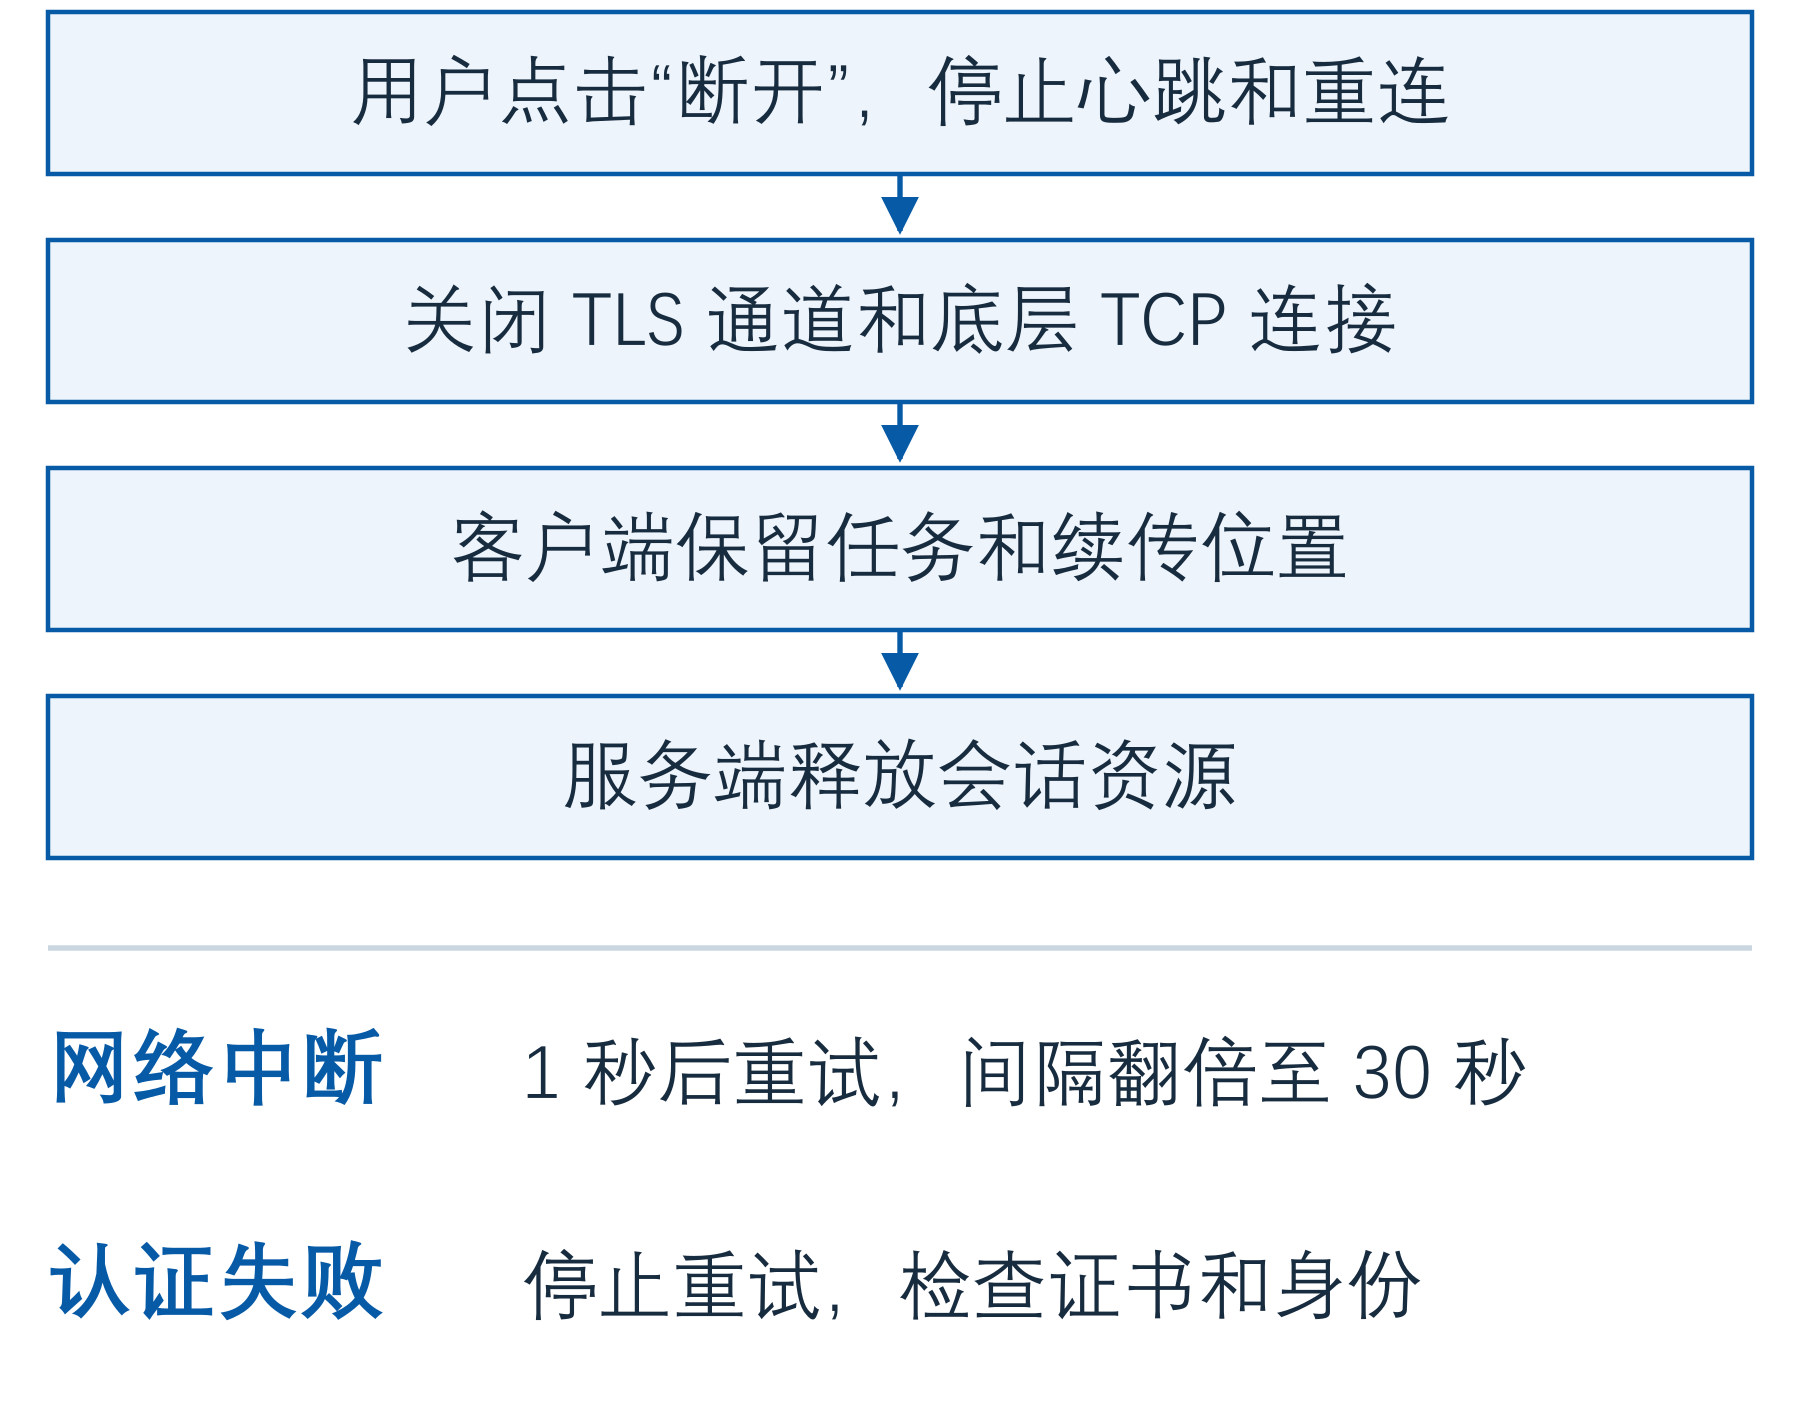 用户点击“断开”，停止心跳和重连
关闭 TLS 通道和底层 TCP 连接
客户端保留任务和续传位置
服务端释放会话资源
网络中断 1 秒后重试，间隔翻倍至 30 秒
认证失败 停止重试，检查证书和身份